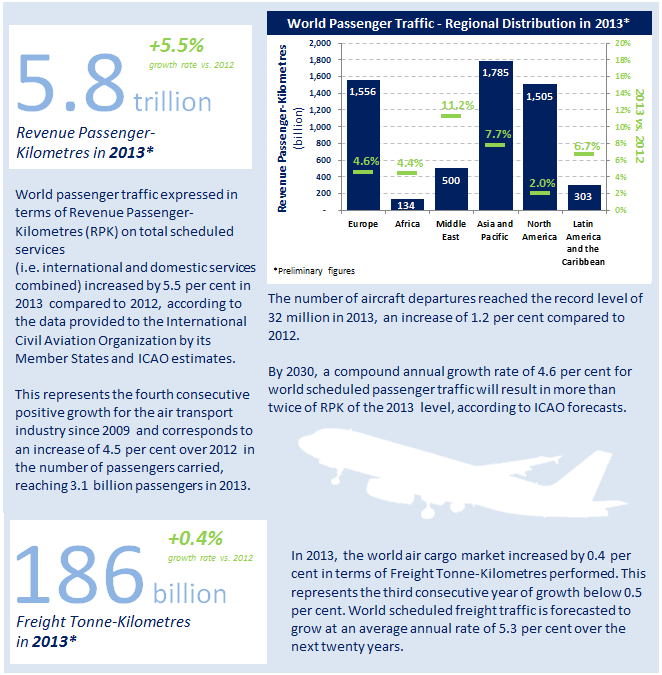 +5.5%
growth rate vs. 2012
5.8 trillion
Revenue Passenger-
Kilometres in 2013*
World passenger traffic expressed in
terms of Revenue Passenger-
Kilometres (RPK) on total scheduled
services
(i.e. international and domestic services
combined) increased by 5.5 per cent in
2013 compared to 2012, according to
the data provided to the International
Civil Aviation Organization by its
Member States and ICAO estimates.
This represents the fourth consecutive
positive growth for the air transport
industry since 2009 and corresponds to
an increase of 4.5 per cent over 2012 in
the number of passengers carried,
reaching 3.1 billion passengers in 2013.
World Passenger Traffic - Regional Distribution in 2013*
Revenue Passenger-Kilometres
(billion)
2,000
1,800
1,600
1,400
1,200
1,000
800
600
400
200
-
20%
18%
16%
14%
12%
10%
8%
6%
4%
2%
0%
2013 vs. 2012
1,556
134
500
1,785
1,505
303
4.6%
4.4%
11.2%
7.7%
2.0%
6.7%
Europe
Africa
Middle
East
Asia and
Pacific
North
America
Latin
America
and the
Caribbean
*Preliminary figures
The number of aircraft departures reached the record level of
32 million in 2013, an increase of 1.2 per cent compared to
2012.
By 2030, a compound annual growth rate of 4.6 per cent for
world scheduled passenger traffic will result in more than
twice of RPK of the 2013 level, according to ICAO forecasts.
+0.4%
growth rate vs. 2012
186 billion
Freight Tonne-Kilometres
in 2013*
In 2013, the world air cargo market increased by 0.4 per
cent in terms of Freight Tonne-Kilometres performed. This
represents the third consecutive year of growth below 0.5
per cent. World scheduled freight traffic is forecasted to
grow at an average annual rate of 5.3 per cent over the
next twenty years.